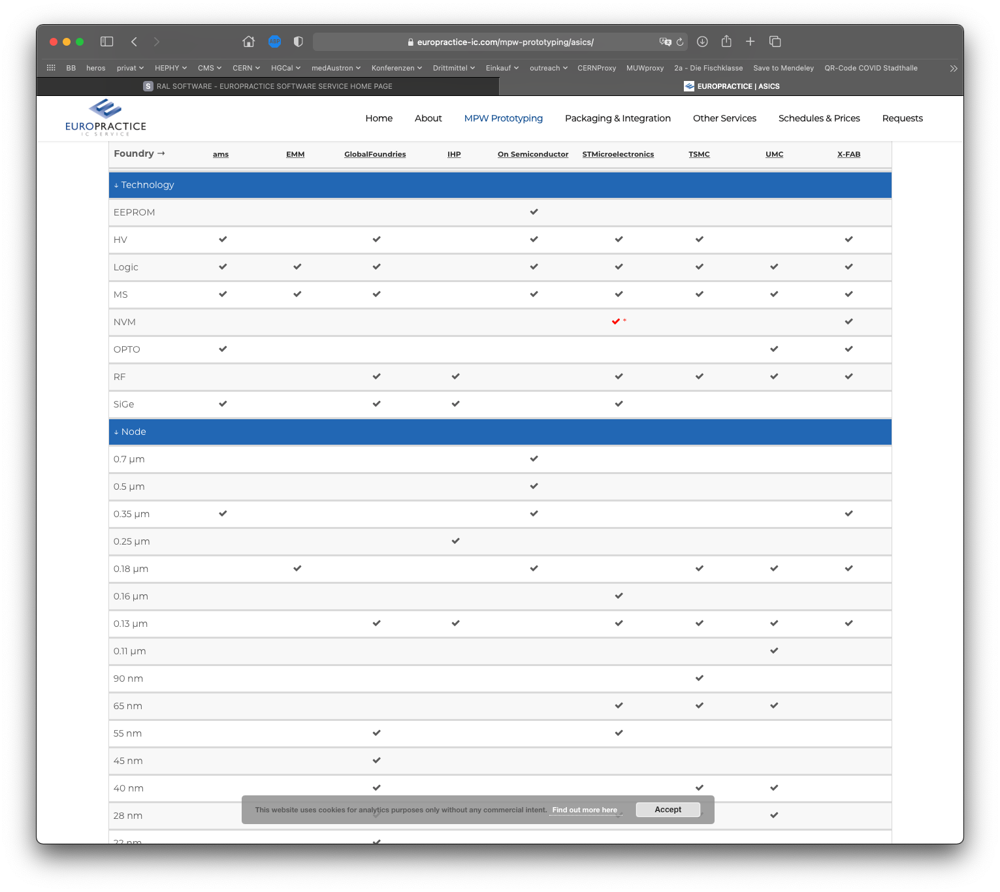 europractice-ic.com/mpw-prototyping/asics/
BB heros privat HEPHY CMS CERN HGCal medAustron Konferenzen Drittmittel Einkauf outreach CERNProxy MUWproxy 2a - Die Fischklasse Save to Mendeley QR-Code COVID Stadthalle
S RAL SOFTWARE - EUROPRACTICE SOFTWARE SERVICE HOME PAGE EUROPRACTICE | ASICS
EUROPRACTICE
IC SERVICE
Home About MPW Prototyping Packaging & Integration Other Services Schedules & Prices Requests
Foundry → ams EMM GlobalFoundries IHP On Semiconductor STMicroelectronics TSMC UMC X-FAB
↓ Technology
EEPROM ✔
HV ✔ ✔ ✔ ✔ ✔ ✔
Logic ✔ ✔ ✔ ✔ ✔ ✔ ✔ ✔
MS ✔ ✔ ✔ ✔ ✔ ✔ ✔ ✔
NVM ✔ * ✔
OPTO ✔ ✔ ✔
RF ✔ ✔ ✔ ✔ ✔ ✔
SiGe ✔ ✔ ✔ ✔
↓ Node
0.7 µm ✔
0.5 µm ✔
0.35 µm ✔ ✔ ✔
0.25 µm ✔
0.18 µm ✔ ✔ ✔ ✔ ✔
0.16 µm ✔
0.13 µm ✔ ✔ ✔ ✔ ✔ ✔
0.11 µm ✔
90 nm ✔
65 nm ✔ ✔ ✔
55 nm ✔ ✔
45 nm ✔
40 nm ✔ ✔ ✔
28 nm ✔ ✔ ✔ ✔
This website uses cookies for analytics purposes only without any commercial intent. Find out more here Accept
22 nm ✔